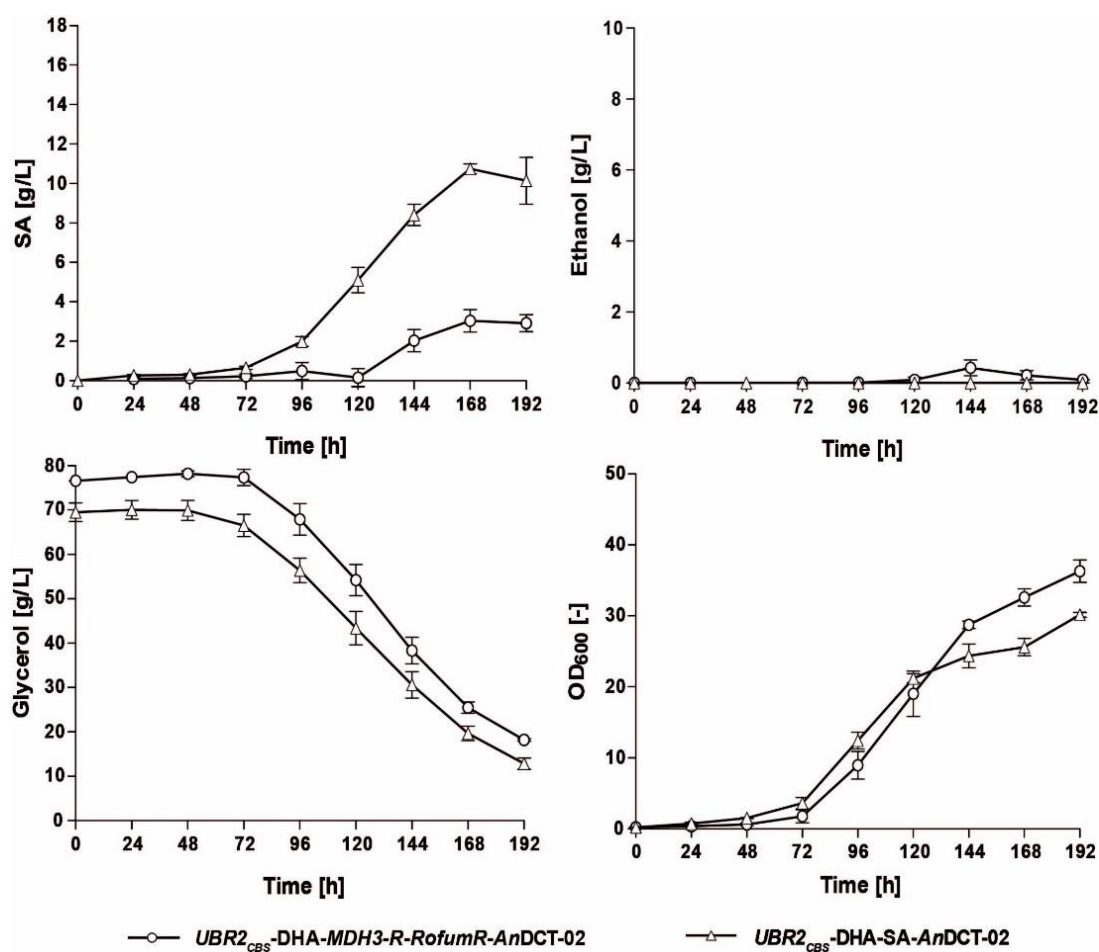 SA [g/L]
18
16
14
12
10
8
6
4
2
0
0 24 48 72 96 120 144 168 192
Time [h]
Ethanol [g/L]
10
8
6
4
2
0
0 24 48 72 96 120 144 168 192
Time [h]
Glycerol [g/L]
80
70
60
50
40
30
20
10
0
0 24 48 72 96 120 144 168 192
Time [h]
OD600 [-]
50
40
30
20
10
0
0 24 48 72 96 120 144 168 192
Time [h]
UBR2CBS-DHA-MDH3-R-RofumR-AnDCT-02
UBR2CBS-DHA-SA-AnDCT-02